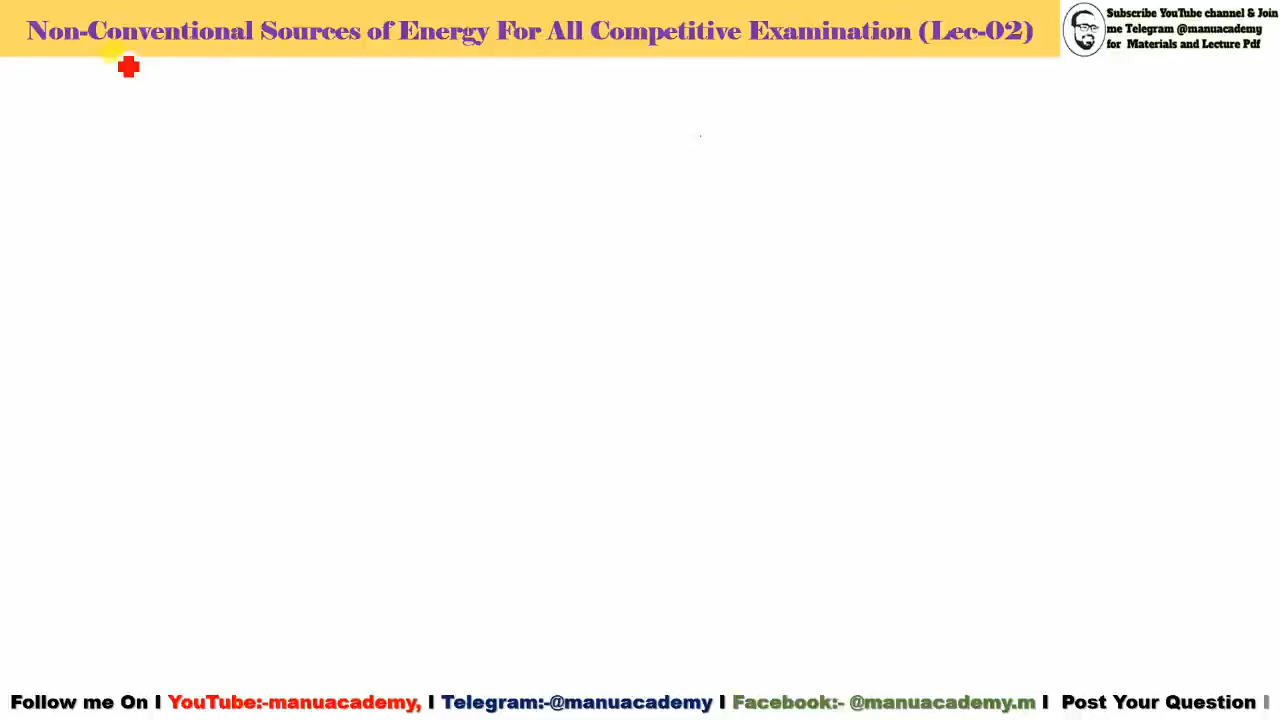 Non-Conventional Sources of Energy For All Competitive Examination (Lec-02)
Subscribe YouTube channel & Join
me Telegram @manuacademy
for Materials and Lecture Pdf
Follow me On I YouTube:-manuacademy, I Telegram:-@manuacademy I Facebook:- @manuacademy.m I Post Your Question I